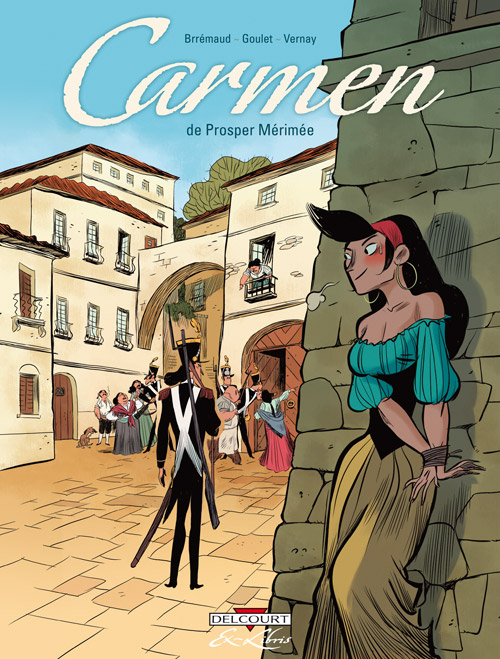 Brrémaud - Goulet - Vernay
Carmen
de Prosper Mérimée
DELCOURT
Ex-Libris